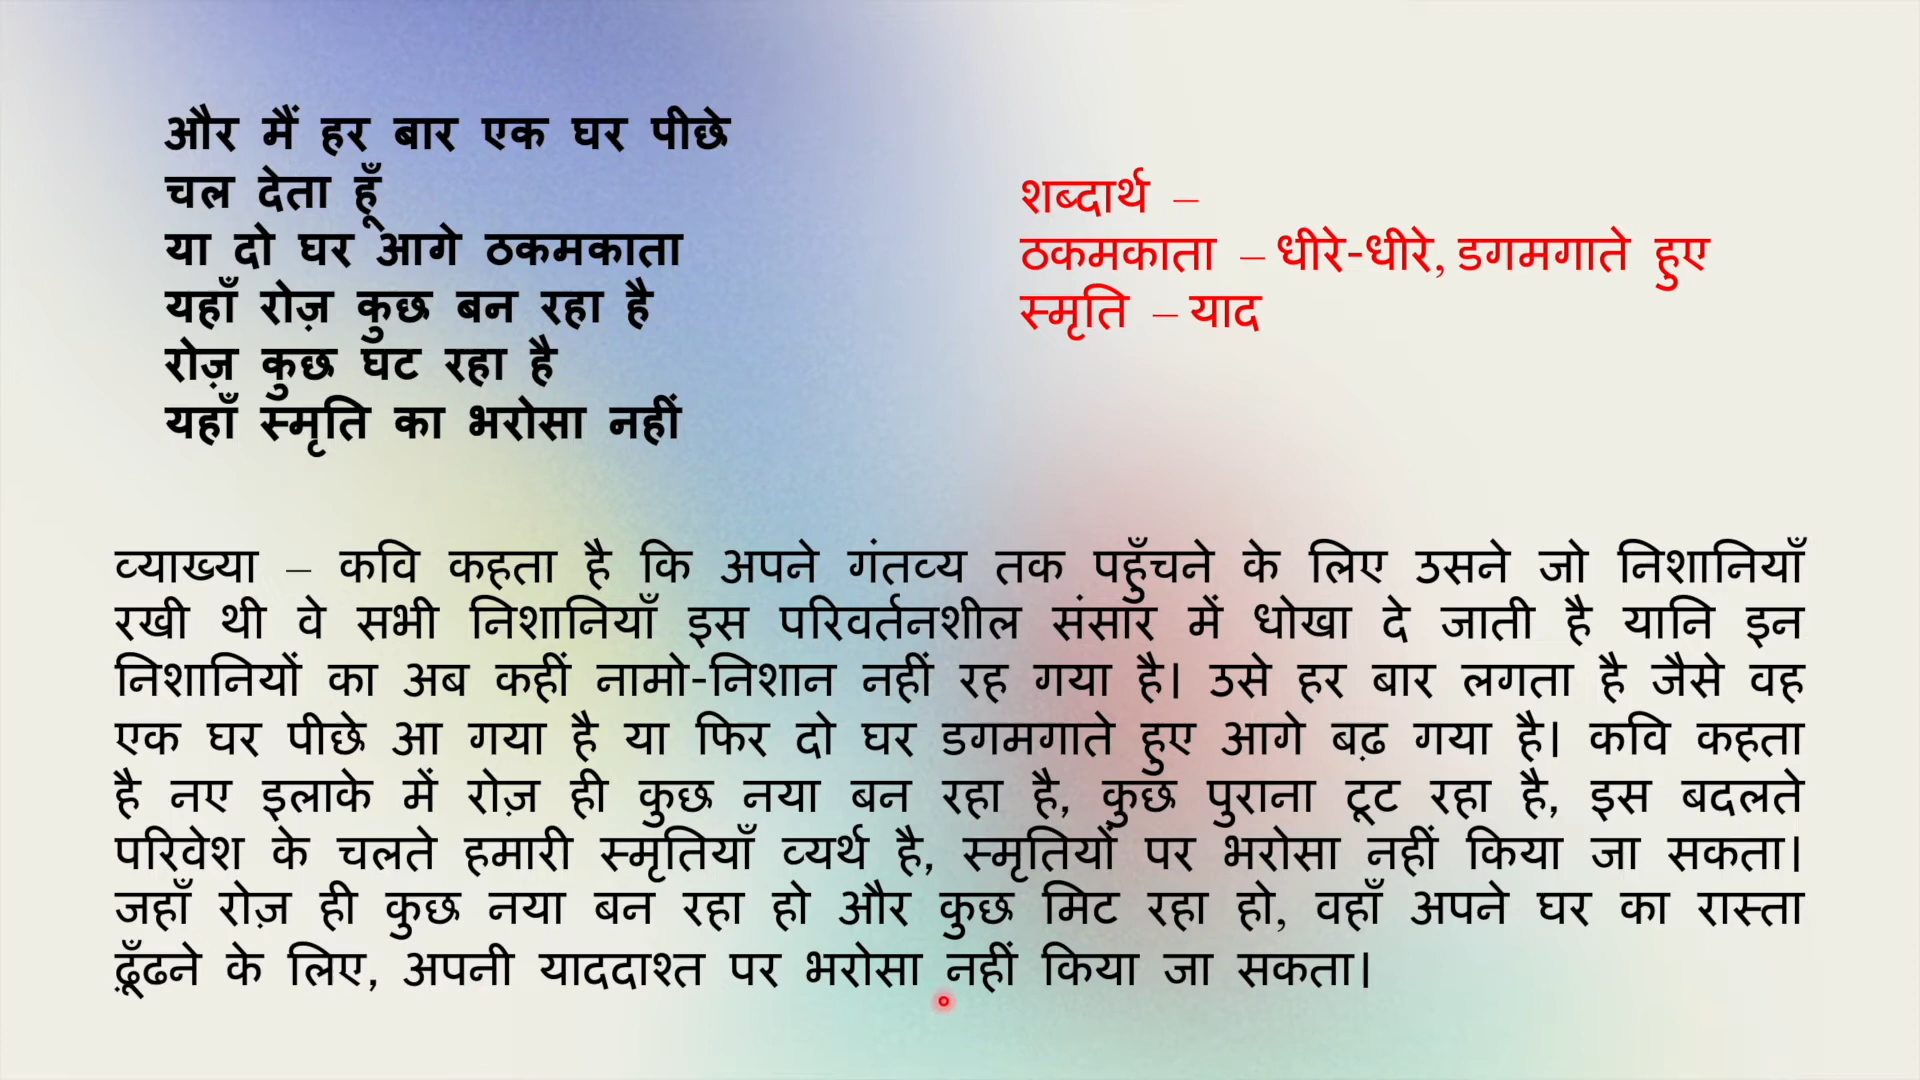 और मैं हर बार एक घर पीछे
चल देता हूँ
या दो घर आगे ठकमकाता
यहाँ रोज़ कुछ बन रहा है
रोज़ कुछ घट रहा है
यहाँ स्मृति का भरोसा नहीं
शब्दार्थ –
ठकमकाता – धीरे-धीरे, डगमगाते हुए
स्मृति – याद
व्याख्या – कवि कहता है कि अपने गंतव्य तक पहुँचने के लिए उसने जो निशानियाँ
रखी थी वे सभी निशानियाँ इस परिवर्तनशील संसार में धोखा दे जाती है यानि इन
निशानियों का अब कहीं नामो-निशान नहीं रह गया है। उसे हर बार लगता है जैसे वह
एक घर पीछे आ गया है या फिर दो घर डगमगाते हुए आगे बढ़ गया है। कवि कहता
है नए इलाके में रोज़ ही कुछ नया बन रहा है, कुछ पुराना टूट रहा है, इस बदलते
परिवेश के चलते हमारी स्मृतियाँ व्यर्थ है, स्मृतियों पर भरोसा नहीं किया जा सकता।
जहाँ रोज़ ही कुछ नया बन रहा हो और कुछ मिट रहा हो, वहाँ अपने घर का रास्ता
ढ़ूँढने के लिए, अपनी याददाश्त पर भरोसा नहीं किया जा सकता।